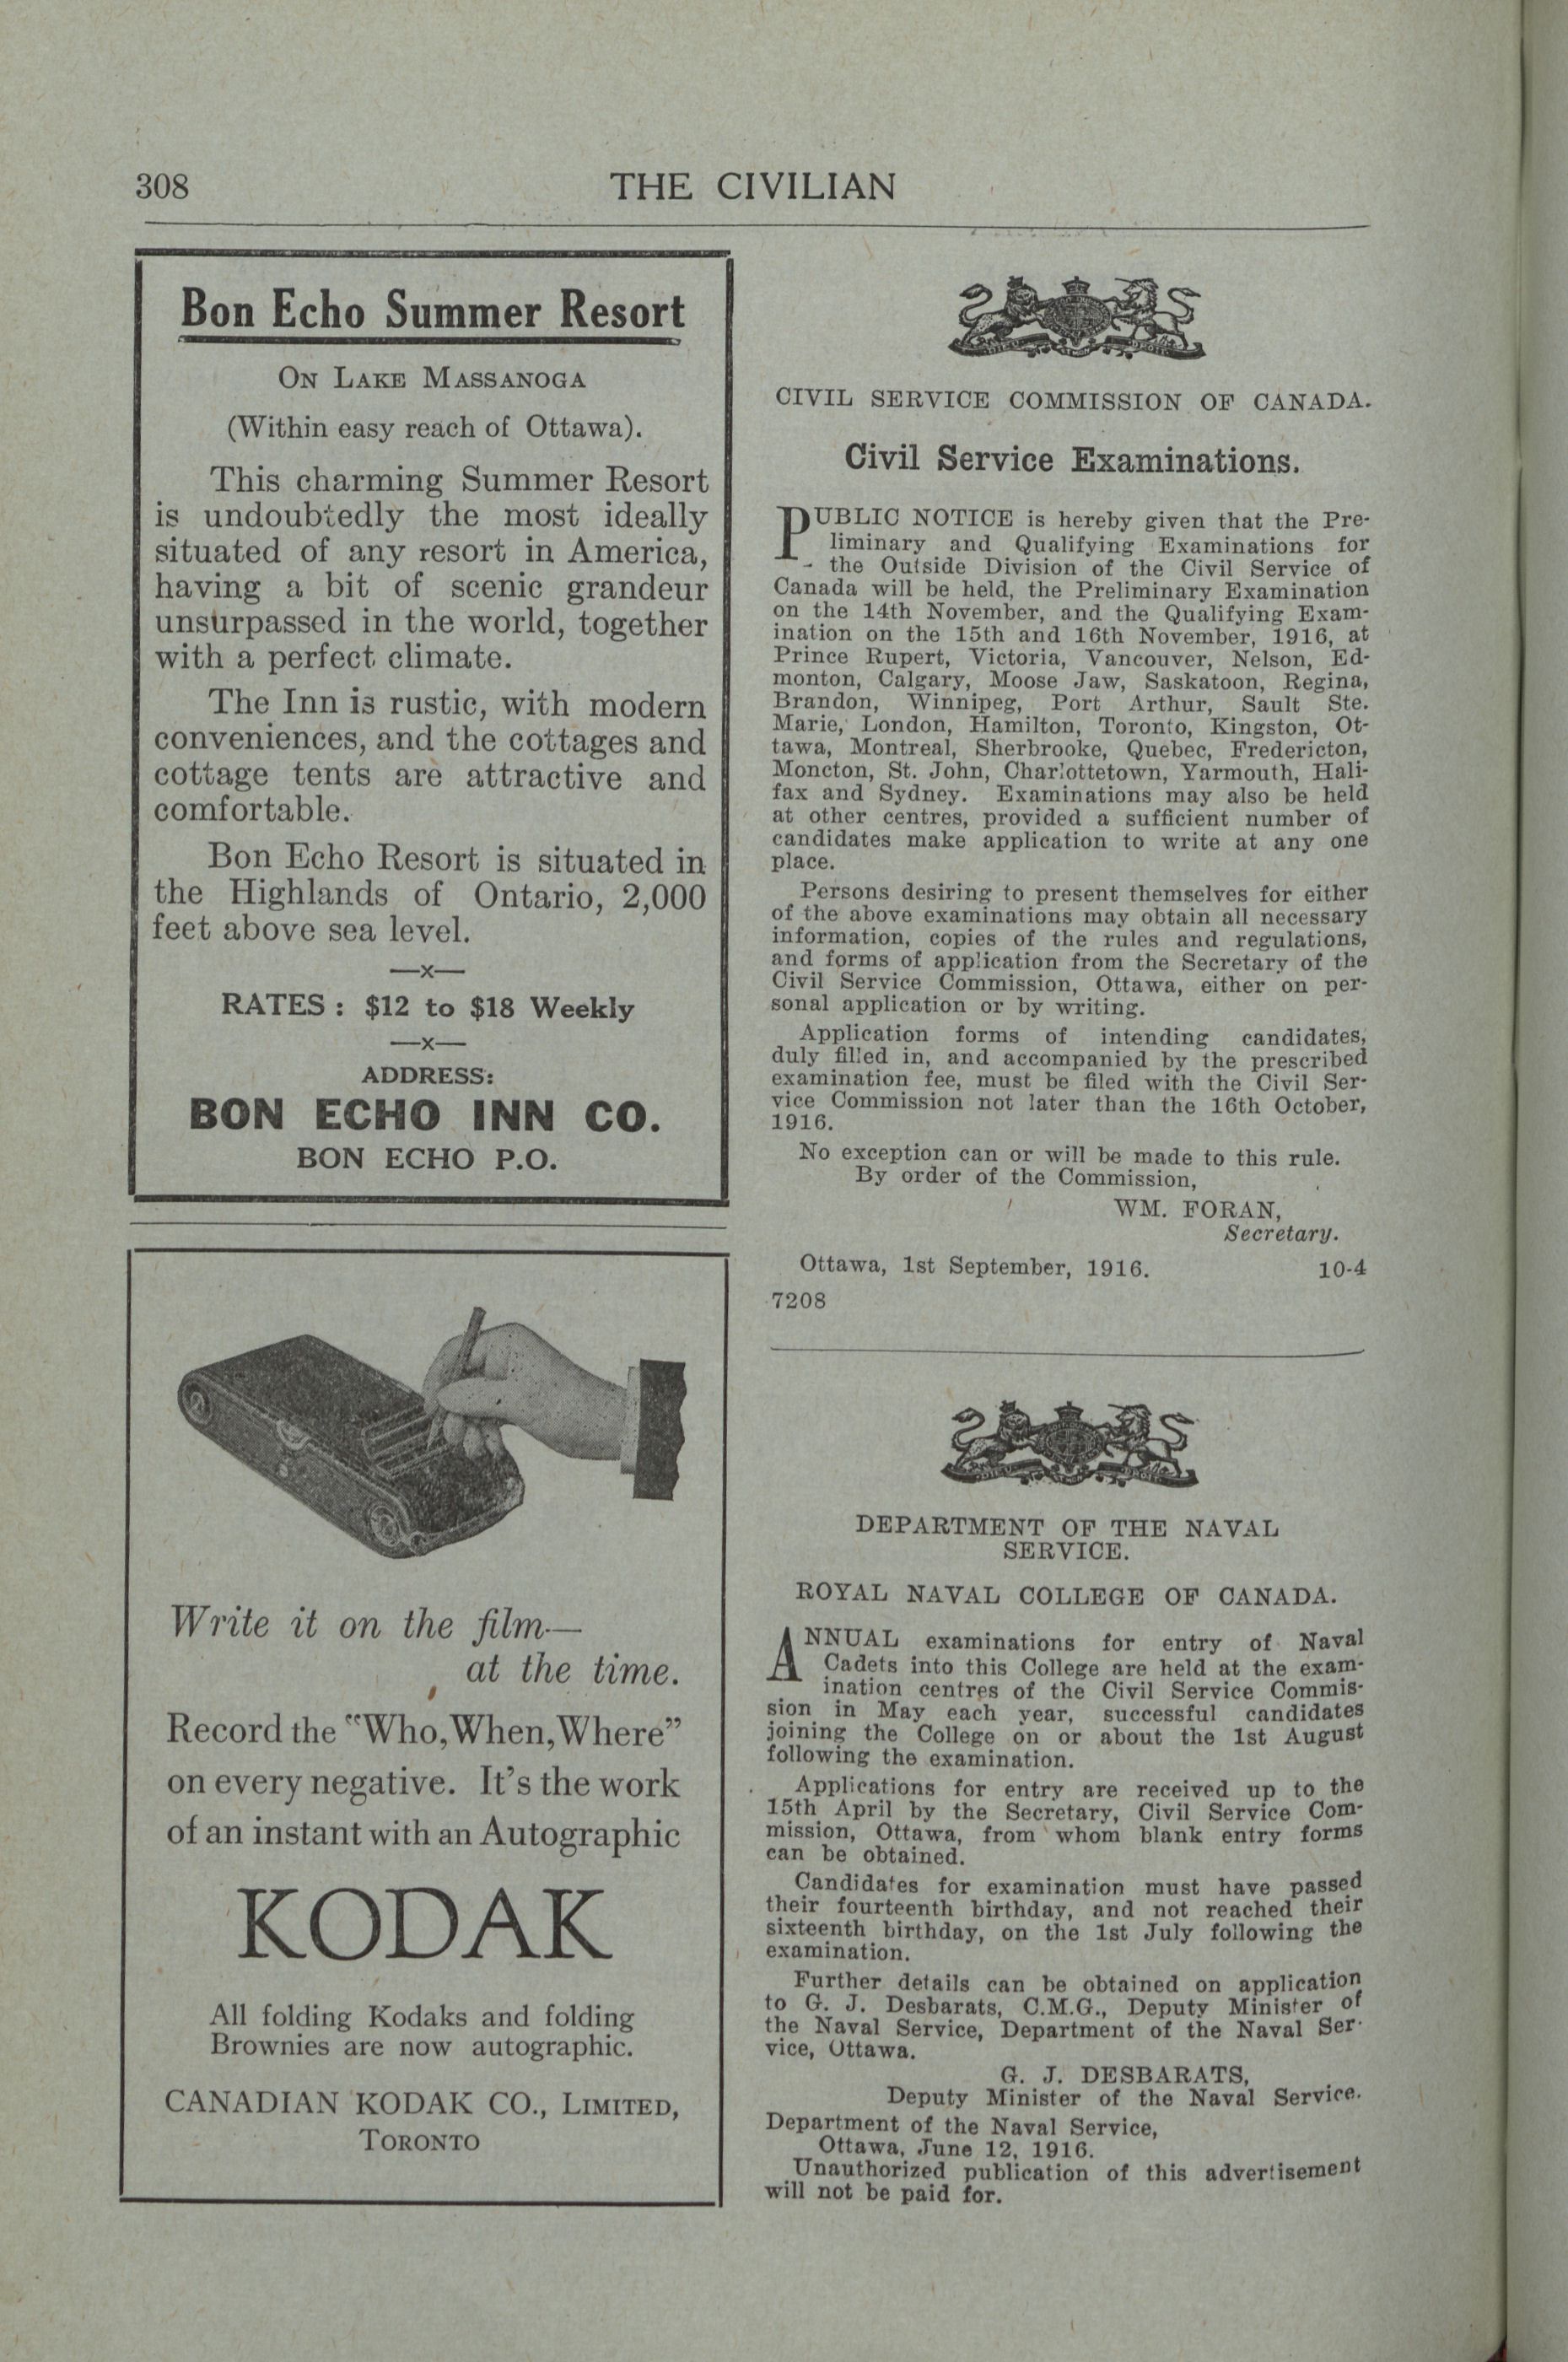 308
THE CIVILIAN
Bon Echo Summer Resort
On Lake Massanoga
(Within easy reach of Ottawa).
This charming Summer Resort
is undoubtedly the most ideally
situated of any resort in America,
having a bit of scenic grandeur
unsurpassed in the world, together
with a perfect climate.
The Inn is rustic, with modern
conveniences, and the cottages and
cottage tents are attractive and
comfortable.
Bon Echo Resort is situated in
the Highlands of Ontario, 2,000
feet above sea level.
—x—
RATES : $12 to $18 Weekly
—x—
ADDRESS:
BON ECHO INN CO.
BON ECHO P.O.
Write it on the film—
at the time.
Record the "Who, When, Where"
on every negative. It's the work
of an instant with an Autographic
KODAK
All folding Kodaks and folding
Brownies are now autographic.
CANADIAN KODAK CO., Limited,
Toronto
CIVIL SERVICE COMMISSION OF CANADA.
Civil Service Examinations.
PUBLIC NOTICE is hereby given that the Pre-
liminary and Qualifying Examinations for
the Outside Division of the Civil Service of
Canada will be held, the Preliminary Examination
on the 14th November, and the Qualifying Exam-
ination on the 15th and 16th November, 1916, at
Prince Rupert, Victoria, Vancouver, Nelson, Ed-
monton, Calgary, Moose Jaw, Saskatoon, Regina,
Brandon, Winnipeg, Port Arthur, Sault Ste.
Marie, London, Hamilton, Toronto, Kingston, Ot-
tawa, Montreal, Sherbrooke, Quebec, Fredericton,
Moncton, St. John, Charlottetown, Yarmouth, Hali-
fax and Sydney. Examinations may also be held
at other centres, provided a sufficient number of
candidates make application to write at any one
place.
Persons desiring to present themselves for either
of the above examinations may obtain all necessary
information, copies of the rules and regulations,
and forms of application from the Secretary of the
Civil Service Commission, Ottawa, either on per-
sonal application or by writing.
Application forms of intending candidates,
duly filled in, and accompanied by the prescribed
examination fee, must be filed with the Civil Ser-
vice Commission not later than the 16th October,
1916.
No exception can or will be made to this rule.
By order of the Commission,
WM. FORAN,
Secretary.
Ottawa, 1st September, 1916. 10-4
7208
DEPARTMENT OF THE NAVAL
SERVICE.
ROYAL NAVAL COLLEGE OF CANADA.
ANNUAL examinations for entry of Naval
Cadets into this College are held at the exam-
ination centres of the Civil Service Commis-
sion in May each year, successful candidates
joining the College on or about the 1st August
following the examination.
Applications for entry are received up to the
15th April by the Secretary, Civil Service Com-
mission, Ottawa, from whom blank entry forms
can be obtained.
Candidates for examination must have passed
their fourteenth birthday, and not reached their
sixteenth birthday, on the 1st July following the
examination.
Further details can be obtained on application
to G. J. Desbarats, C.M.G., Deputy Minister of
the Naval Service, Department of the Naval Ser-
vice, Ottawa.
G. J. DESBARATS,
Deputy Minister of the Naval Service.
Department of the Naval Service,
Ottawa, June 12, 1916.
Unauthorized publication of this advertisement
will not be paid for.